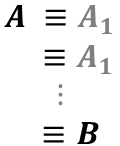 A ≡ A₁
≡ A₁
⋮
≡ B